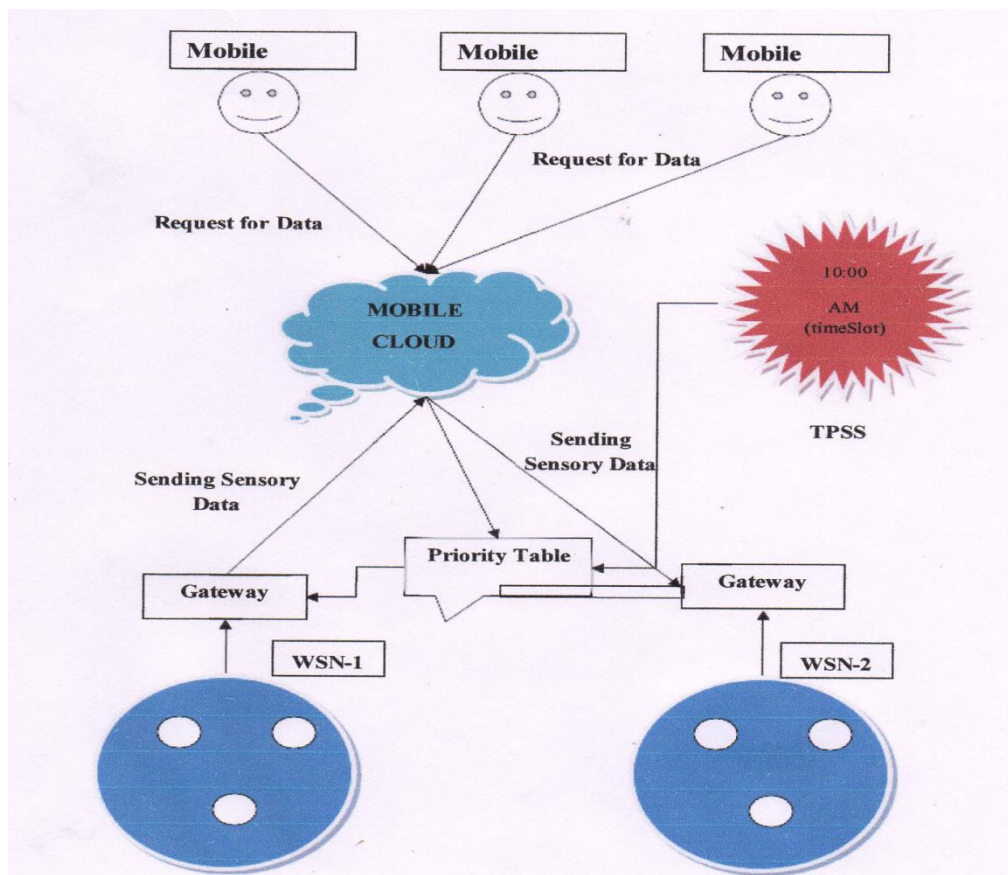 Mobile
Mobile
Mobile
Request for Data
Request for Data
MOBILE
CLOUD
10:00
AM
(timeSlot)
TPSS
Sending
Sensory Data
Sending Sensory
Data
Priority Table
Gateway
Gateway
WSN-1
WSN-2